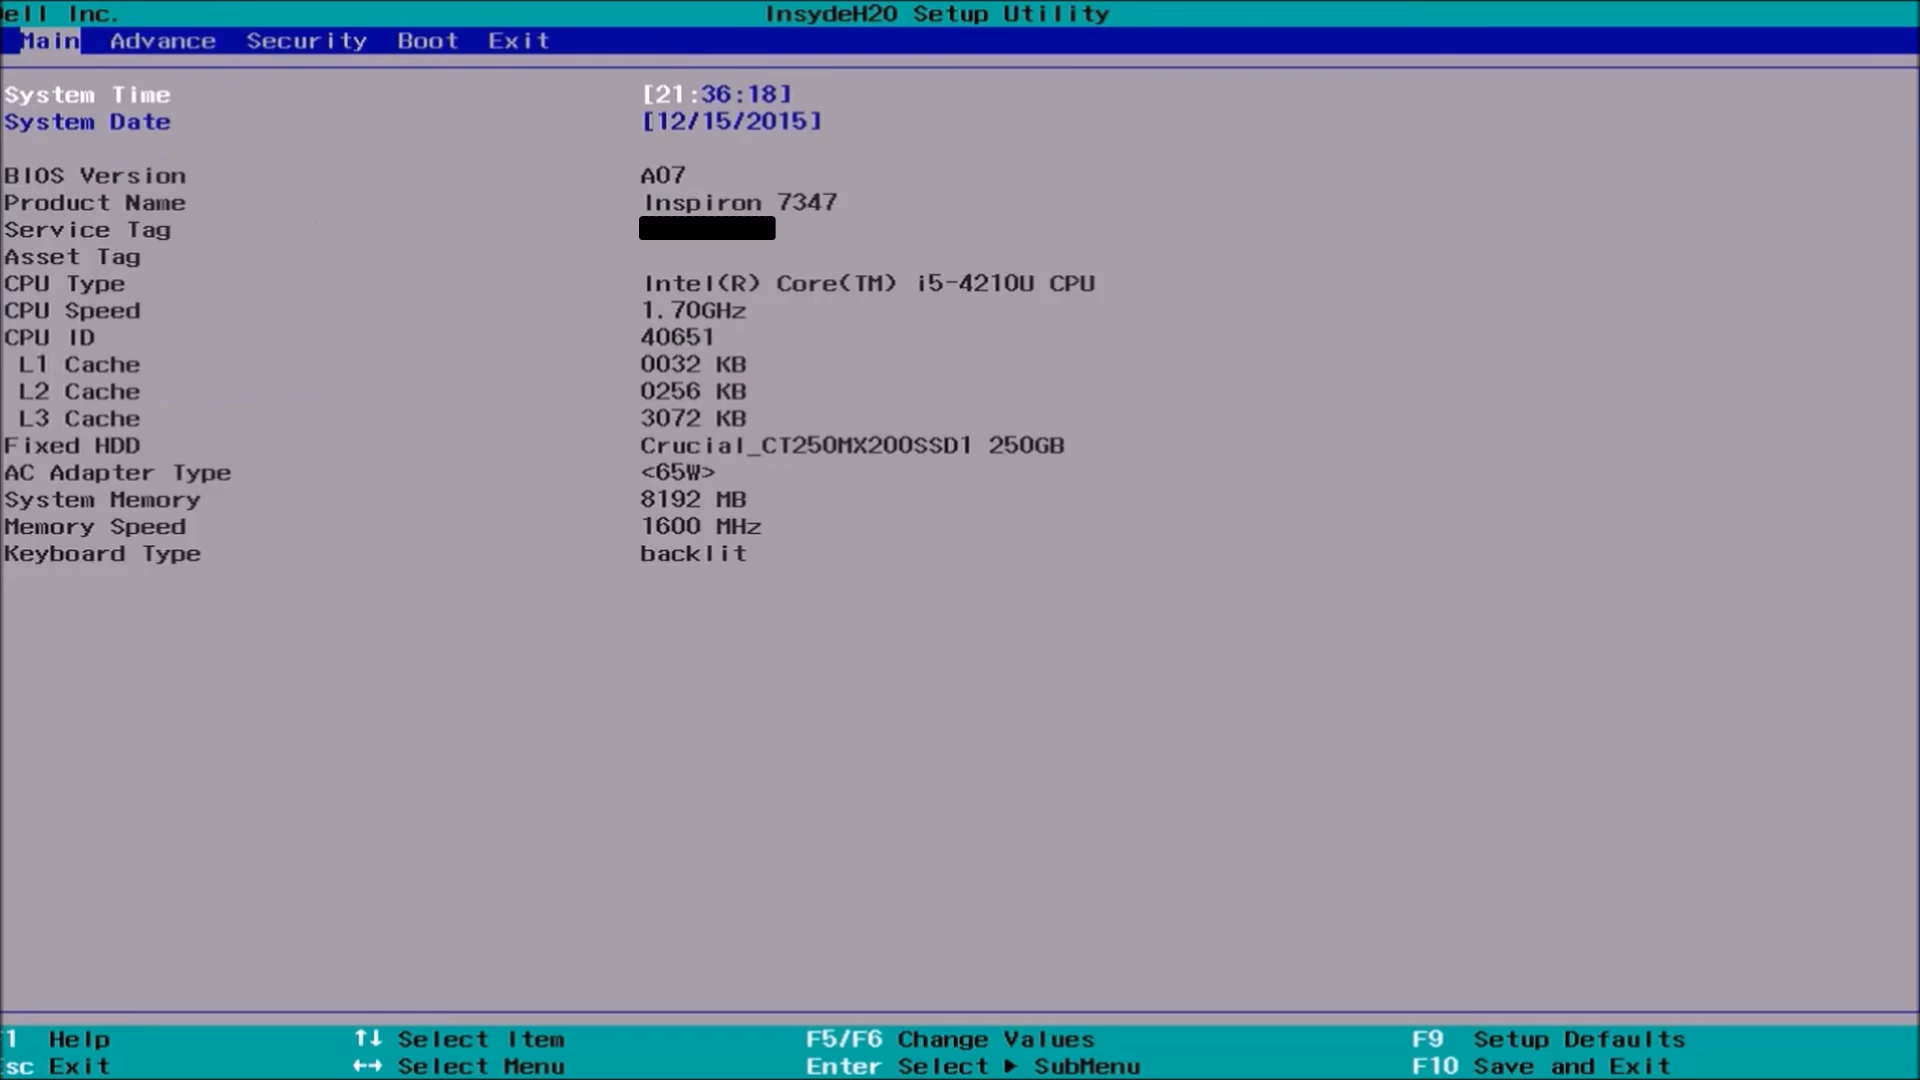 ell Inc. InsydeH20 Setup Utility
Main Advance Security Boot Exit
System Time [21:36:18]
System Date [12/15/2015]
BIOS Version A07
Product Name Inspiron 7347
Service Tag
Asset Tag
CPU Type Intel(R) Core(TM) i5-4210U CPU
CPU Speed 1.70GHz
CPU ID 40651
L1 Cache 0032 KB
L2 Cache 0256 KB
L3 Cache 3072 KB
Fixed HDD Crucial_CT250MX200SSD1 250GB
AC Adapter Type <65W>
System Memory 8192 MB
Memory Speed 1600 MHz
Keyboard Type backlit
1 Help ↑↓ Select Item F5/F6 Change Values F9 Setup Defaults
sc Exit ↔ Select Menu Enter Select ▶ SubMenu F10 Save and Exit